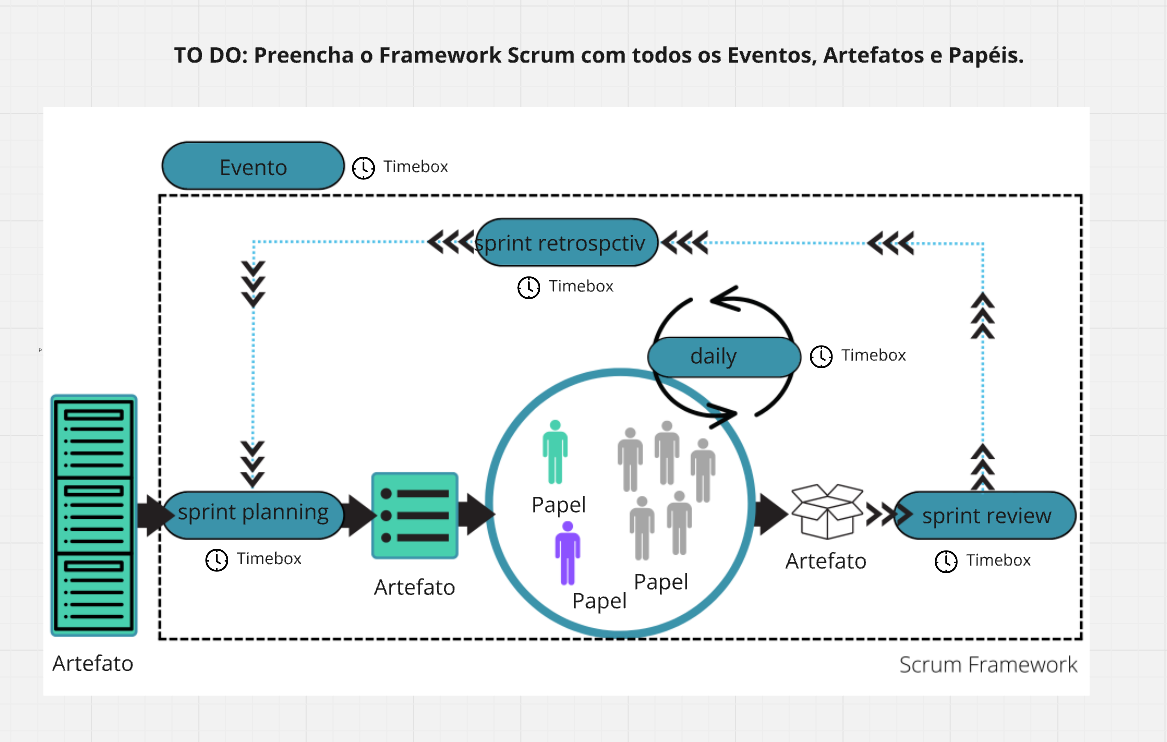 TO DO: Preencha o Framework Scrum com todos os Eventos, Artefatos e Papéis.
Evento
Timebox
sprint retrospctiv
Timebox
daily
Timebox
sprint planning
Timebox
Artefato
Artefato
Papel
Papel
Papel
Artefato
sprint review
Timebox
Scrum Framework